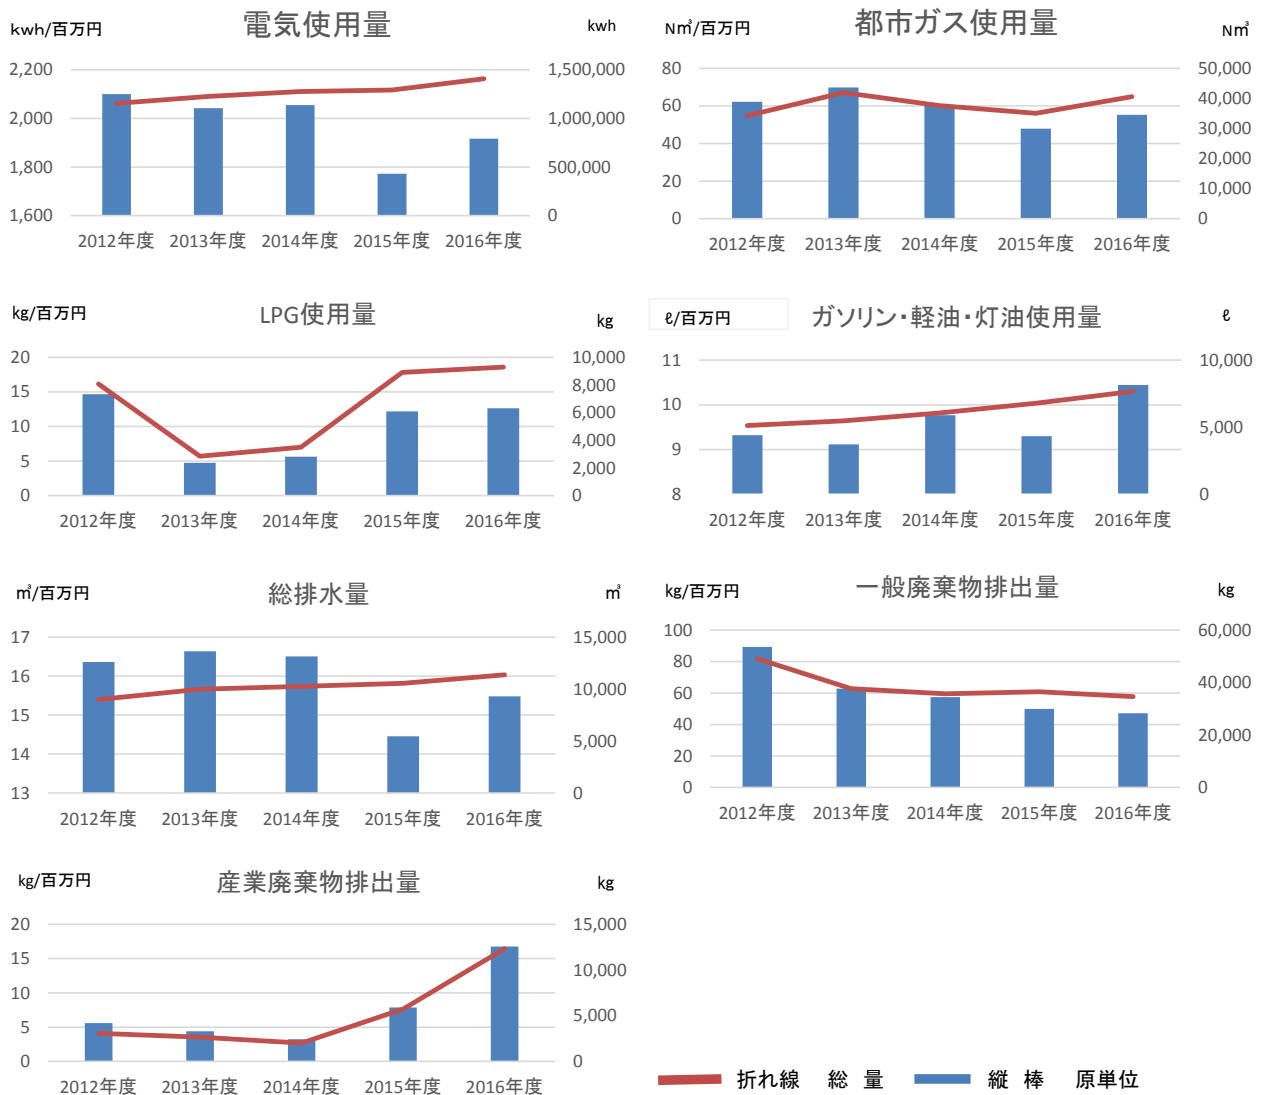 電気使用量
kwh/百万円
kwh
2,200
2,000
1,800
1,600
1,500,000
1,000,000
500,000
0
2012年度 2013年度 2014年度 2015年度 2016年度
都市ガス使用量
N㎥/百万円
N㎥
80
60
40
20
0
50,000
40,000
30,000
20,000
10,000
0
2012年度 2013年度 2014年度 2015年度 2016年度
LPG使用量
kg/百万円
kg
20
15
10
5
0
10,000
8,000
6,000
4,000
2,000
0
2012年度 2013年度 2014年度 2015年度 2016年度
ガソリン・軽油・灯油使用量
ℓ/百万円
ℓ
11
10
9
8
10,000
5,000
0
2012年度 2013年度 2014年度 2015年度 2016年度
総排水量
㎥/百万円
㎥
17
16
15
14
13
15,000
10,000
5,000
0
2012年度 2013年度 2014年度 2015年度 2016年度
一般廃棄物排出量
kg/百万円
kg
100
80
60
40
20
0
60,000
40,000
20,000
0
2012年度 2013年度 2014年度 2015年度 2016年度
産業廃棄物排出量
kg/百万円
kg
20
15
10
5
0
15,000
10,000
5,000
0
2012年度 2013年度 2014年度 2015年度 2016年度
折れ線 総 量 縦 棒 原単位